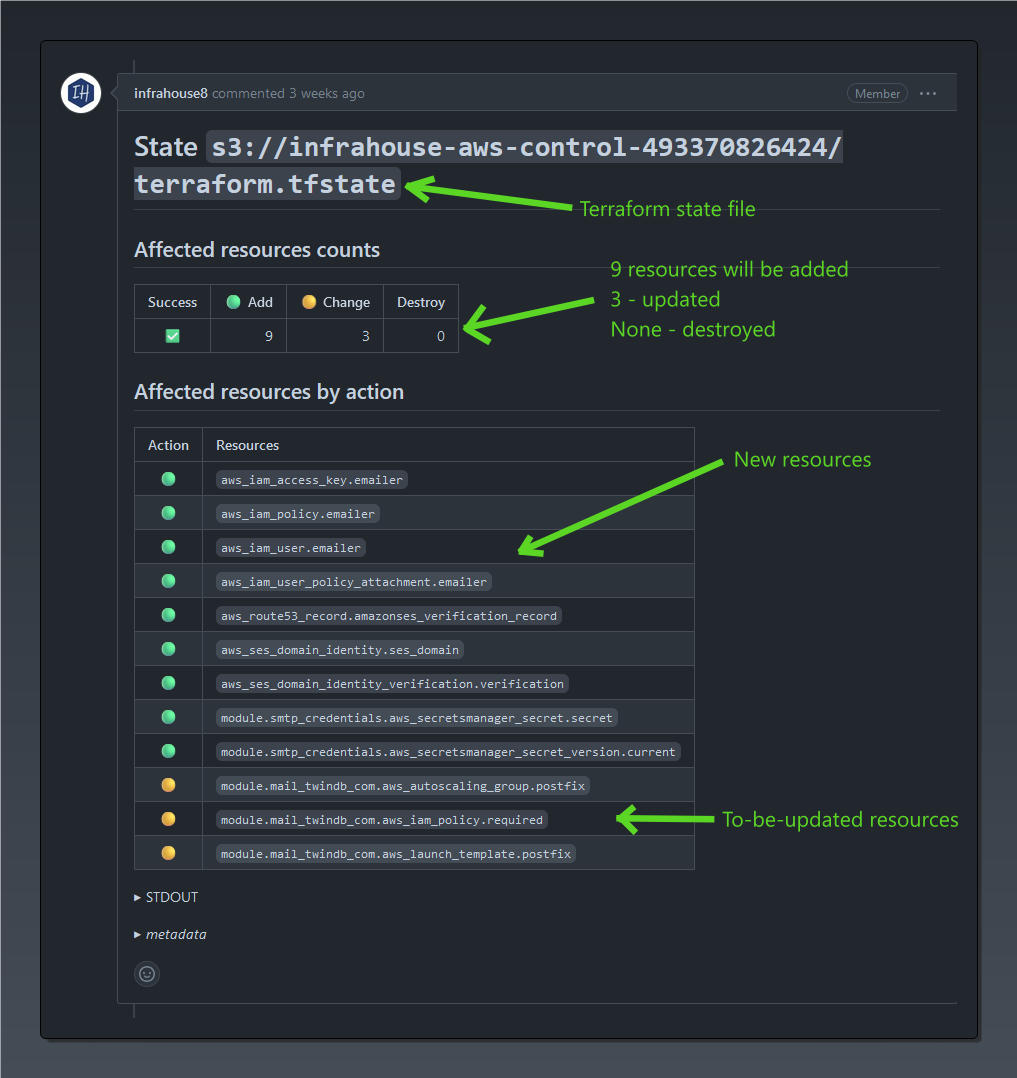 IH
infrahouse8 commented 3 weeks ago
Member
State s3://infrahouse-aws-control-493370826424/
terraform.tfstate
Terraform state file
Affected resources counts
9 resources will be added
3 - updated
None - destroyed
Success Add Change Destroy
9 3 0
Affected resources by action
Action Resources
New resources
aws_iam_access_key.emailer
aws_iam_policy.emailer
aws_iam_user.emailer
aws_iam_user_policy_attachment.emailer
aws_route53_record.amazonses_verification_record
aws_ses_domain_identity.ses_domain
aws_ses_domain_identity_verification.verification
module.smtp_credentials.aws_secretsmanager_secret.secret
module.smtp_credentials.aws_secretsmanager_secret_version.current
module.mail_twindb_com.aws_autoscaling_group.postfix
module.mail_twindb_com.aws_iam_policy.required
To-be-updated resources
module.mail_twindb_com.aws_launch_template.postfix
STDOUT
metadata